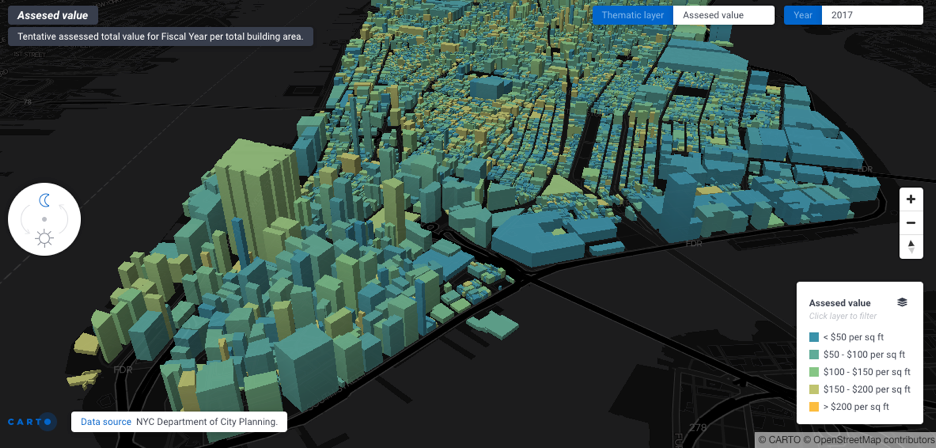 Assesed value
Tentative assessed total value for Fiscal Year per total building area.
Thematic layer Assesed value Year 2017
78
FDR
FDR
FDR
Assesed value
Click layer to filter
< $50 per sq ft
$50 - $100 per sq ft
$100 - $150 per sq ft
$150 - $200 per sq ft
> $200 per sq ft
CARTO
Data source NYC Department of City Planning.
278
© CARTO © OpenStreetMap contributors